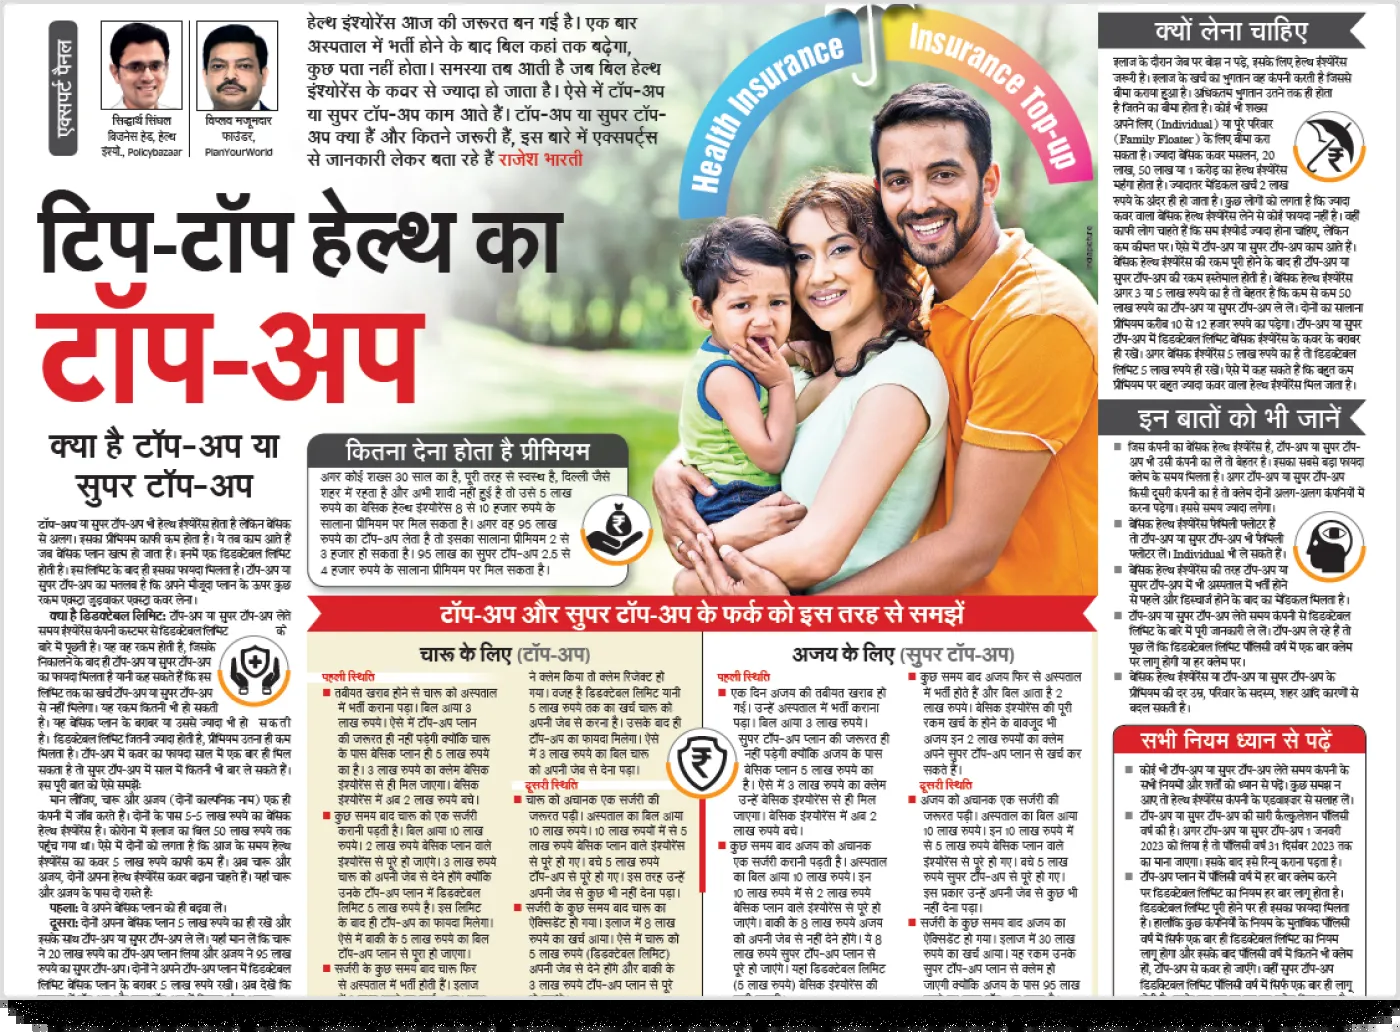 एक्सपर्ट पैनल
सिद्धार्थ सिंघल
बिजनेस हेड, हेल्थ
इंश्यो., Policybazaar
विप्लव मजूमदार
फाउंडर,
PlanYourWorld
हेल्थ इंश्योरेंस आज की जरूरत बन गई है। एक बार
अस्पताल में भर्ती होने के बाद बिल कहां तक बढ़ेगा,
कुछ पता नहीं होता। समस्या तब आती है जब बिल हेल्थ
इंश्योरेंस के कवर से ज्यादा हो जाता है। ऐसे में टॉप-अप
या सुपर टॉप-अप काम आते हैं। टॉप-अप या सुपर टॉप-
अप क्या हैं और कितने जरूरी हैं, इस बारे में एक्सपर्ट्स
से जानकारी लेकर बता रहे हैं राजेश भारती
Health Insurance
Insurance Top-up
टिप-टॉप हेल्थ का
टॉप-अप
क्या है टॉप-अप या
सुपर टॉप-अप
टॉप-अप या सुपर टॉप-अप भी हेल्थ इंश्योरेंस होता है लेकिन बेसिक
से अलग। इसका प्रीमियम काफी कम होता है। ये तब काम आते हैं
जब बेसिक प्लान खत्म हो जाता है। इनमें एक डिडक्टेबल लिमिट
होती है। इस लिमिट के बाद ही इसका फायदा मिलता है। टॉप-अप या
सुपर टॉप-अप का मतलब है कि अपने मौजूदा प्लान के ऊपर कुछ
रकम एक्स्ट्रा जुड़वाकर एक्स्ट्रा कवर लेना।
क्या है डिडक्टेबल लिमिट: टॉप-अप या सुपर टॉप-अप लेते
समय इंश्योरेंस कंपनी कस्टमर से डिडक्टेबल लिमिट के
बारे में पूछती है। यह वह रकम होती है, जिसके
निकालने के बाद ही टॉप-अप या सुपर टॉप-अप
का फायदा मिलता है यानी कह सकते हैं कि इस
लिमिट तक का खर्च टॉप-अप या सुपर टॉप-अप
से नहीं मिलेगा। यह रकम कितनी भी हो सकती
है। यह बेसिक प्लान के बराबर या उससे ज्यादा भी हो सकती
है। डिडक्टेबल लिमिट जितनी ज्यादा होती है, प्रीमियम उतना ही कम
मिलता है। टॉप-अप में कवर का फायदा साल में एक बार ही मिल
सकता है तो सुपर टॉप-अप में साल में कितनी भी बार ले सकते हैं।
इस पूरी बात को ऐसे समझें:
मान लीजिए, चारू और अजय (दोनों काल्पनिक नाम) एक ही
कंपनी में जॉब करते हैं। दोनों के पास 5-5 लाख रुपये का बेसिक
हेल्थ इंश्योरेंस है। कोरोना में इलाज का बिल 50 लाख रुपये तक
पहुंच गया था। ऐसे में दोनों को लगता है कि आज के समय हेल्थ
इंश्योरेंस का कवर 5 लाख रुपये काफी कम है। अब चारू और
अजय, दोनों अपना हेल्थ इंश्योरेंस कवर बढ़ाना चाहते हैं। यहां चारू
और अजय के पास दो रास्ते हैं:
पहला: वे अपने बेसिक प्लान को ही बढ़वा लें।
दूसरा: दोनों अपना बेसिक प्लान 5 लाख रुपये का ही रखें और
इसके साथ टॉप-अप या सुपर टॉप-अप ले लें। यहां मान लें कि चारू
ने 20 लाख रुपये का टॉप-अप प्लान लिया और अजय ने 95 लाख
रुपये का सुपर टॉप-अप। दोनों ने अपने टॉप-अप प्लान में डिडक्टेबल
लिमिट बेसिक प्लान के बराबर 5 लाख रुपये रखी। अब देखें कि
कितना देना होता है प्रीमियम
अगर कोई शख्स 30 साल का है, पूरी तरह से स्वस्थ है, दिल्ली जैसे
शहर में रहता है और अभी शादी नहीं हुई है तो उसे 5 लाख
रुपये का बेसिक हेल्थ इंश्योरेंस 8 से 10 हजार रुपये के
सालाना प्रीमियम पर मिल सकता है। अगर वह 95 लाख
रुपये का टॉप-अप लेता है तो इसका सालाना प्रीमियम 2 से
3 हजार हो सकता है। 95 लाख का सुपर टॉप-अप 2.5 से
4 हजार रुपये के सालाना प्रीमियम पर मिल सकता है।
टॉप-अप और सुपर टॉप-अप के फर्क को इस तरह से समझें
चारू के लिए (टॉप-अप)
पहली स्थिति
तबीयत खराब होने से चारू को अस्पताल
में भर्ती कराना पड़ा। बिल आया 3
लाख रुपये। ऐसे में टॉप-अप प्लान
की जरूरत ही नहीं पड़ेगी क्योंकि चारू
के पास बेसिक प्लान ही 5 लाख रुपये
का है। 3 लाख रुपये का क्लेम बेसिक
इंश्योरेंस से ही मिल जाएगा। बेसिक
इंश्योरेंस में अब 2 लाख रुपये बचे।
कुछ समय बाद चारू को एक सर्जरी
करानी पड़ती है। बिल आया 10 लाख
रुपये। 2 लाख रुपये बेसिक प्लान वाले
इंश्योरेंस से पूरे हो जाएंगे। 3 लाख रुपये
चारू को अपनी जेब से देने होंगे क्योंकि
उनके टॉप-अप प्लान में डिडक्टेबल
लिमिट 5 लाख रुपये है। इस लिमिट
के बाद ही टॉप-अप का फायदा मिलेगा।
ऐसे में बाकी के 5 लाख रुपये का बिल
टॉप-अप प्लान से पूरा हो जाएगा।
सर्जरी के कुछ समय बाद चारू फिर
से अस्पताल में भर्ती होती हैं। इलाज
ने क्लेम किया तो क्लेम रिजेक्ट हो
गया। वजह है डिडक्टेबल लिमिट यानी
5 लाख रुपये तक का खर्च चारू को
अपनी जेब से करना है। उसके बाद ही
टॉप-अप का फायदा मिलेगा। ऐसे
में 3 लाख रुपये का बिल चारू
को अपनी जेब से देना पड़ा।
दूसरी स्थिति
चारू को अचानक एक सर्जरी की
जरूरत पड़ी। अस्पताल का बिल आया
10 लाख रुपये। 10 लाख रुपयों में से 5
लाख रुपये बेसिक प्लान वाले इंश्योरेंस
से पूरे हो गए। बचे 5 लाख रुपये
टॉप-अप से पूरे हो गए। इस तरह उन्हें
अपनी जेब से कुछ भी नहीं देना पड़ा।
सर्जरी के कुछ समय बाद चारू का
ऐक्सिडेंट हो गया। इलाज में 8 लाख
रुपये का खर्च आया। ऐसे में चारू को
5 लाख रुपये (डिडक्टेबल लिमिट)
अपनी जेब से देने होंगे और बाकी के
3 लाख रुपये टॉप-अप प्लान से पूरे
अजय के लिए (सुपर टॉप-अप)
पहली स्थिति
एक दिन अजय की तबीयत खराब हो
गई। उन्हें अस्पताल में भर्ती कराना
पड़ा। बिल आया 3 लाख रुपये।
सुपर टॉप-अप प्लान की जरूरत ही
नहीं पड़ेगी क्योंकि अजय के पास
बेसिक प्लान 5 लाख रुपये का
है। ऐसे में 3 लाख रुपये का क्लेम
उन्हें बेसिक इंश्योरेंस से ही मिल
जाएगा। बेसिक इंश्योरेंस में अब 2
लाख रुपये बचे।
कुछ समय बाद अजय को अचानक
एक सर्जरी करानी पड़ती है। अस्पताल
का बिल आया 10 लाख रुपये। इन
10 लाख रुपये में से 2 लाख रुपये
बेसिक प्लान वाले इंश्योरेंस से पूरे हो
जाएंगे। बाकी के 8 लाख रुपये अजय
को अपनी जेब से नहीं देने होंगे। ये 8
लाख रुपये सुपर टॉप-अप प्लान से
पूरे हो जाएंगे। यहां डिडक्टेबल लिमिट
(5 लाख रुपये) बेसिक इंश्योरेंस की
कुछ समय बाद अजय फिर से अस्पताल
में भर्ती होते हैं और बिल आता है 2
लाख रुपये। बेसिक इंश्योरेंस की पूरी
रकम खर्च के होने के बावजूद भी
अजय इन 2 लाख रुपयों का क्लेम
अपने सुपर टॉप-अप प्लान से खर्च कर
सकते हैं।
दूसरी स्थिति
अजय को अचानक एक सर्जरी की
जरूरत पड़ी। अस्पताल का बिल आया
10 लाख रुपये। इन 10 लाख रुपये में
से 5 लाख रुपये बेसिक प्लान वाले
इंश्योरेंस से पूरे हो गए। बचे 5 लाख
रुपये सुपर टॉप-अप से पूरे हो गए।
इस प्रकार उन्हें अपनी जेब से कुछ भी
नहीं देना पड़ा।
सर्जरी के कुछ समय बाद अजय का
ऐक्सिडेंट हो गया। इलाज में 30 लाख
रुपये का खर्च आया। यह रकम उनके
सुपर टॉप-अप प्लान से क्लेम हो
जाएगी क्योंकि अजय के पास 95 लाख
क्यों लेना चाहिए
इलाज के दौरान जेब पर बोझ न पड़े, इसके लिए हेल्थ इंश्योरेंस
जरूरी है। इलाज के खर्च का भुगतान वह कंपनी करती है जिससे
बीमा कराया हुआ है। अधिकतम भुगतान उतने तक ही होता
है जितने का बीमा होता है। कोई भी शख्स
अपने लिए (Individual) या पूरे परिवार
(Family Floater) के लिए बीमा करा
सकता है। ज्यादा बेसिक कवर मसलन, 20
लाख, 50 लाख या 1 करोड़ का हेल्थ इंश्योरेंस
महंगा होता है। ज्यादातर मेडिकल खर्च 2 लाख
रुपये के अंदर ही हो जाता है। कुछ लोगों को लगता है कि ज्यादा
कवर वाला बेसिक हेल्थ इंश्योरेंस लेने से कोई फायदा नहीं है। वहीं
काफी लोग चाहते हैं कि सम इंश्योर्ड ज्यादा होना चाहिए, लेकिन
कम कीमत पर। ऐसे में टॉप-अप या सुपर टॉप-अप काम आते हैं।
बेसिक हेल्थ इंश्योरेंस की रकम पूरी होने के बाद ही टॉप-अप या
सुपर टॉप-अप की रकम इस्तेमाल होती है। बेसिक हेल्थ इंश्योरेंस
अगर 3 या 5 लाख रुपये का है तो बेहतर है कि कम से कम 50
लाख रुपये का टॉप-अप या सुपर टॉप-अप ले लें। दोनों का सालाना
प्रीमियम करीब 10 से 12 हजार रुपये का पड़ेगा। टॉप-अप या सुपर
टॉप-अप में डिडक्टेबल लिमिट बेसिक इंश्योरेंस के कवर के बराबर
ही रखें। अगर बेसिक इंश्योरेंस 5 लाख रुपये का है तो डिडक्टेबल
लिमिट 5 लाख रुपये ही रखें। ऐसे में कह सकते हैं कि बहुत कम
प्रीमियम पर बहुत ज्यादा कवर वाला हेल्थ इंश्योरेंस मिल जाता है।
इन बातों को भी जानें
जिस कंपनी का बेसिक हेल्थ इंश्योरेंस है, टॉप-अप या सुपर टॉप-
अप भी उसी कंपनी का लें तो बेहतर है। इसका सबसे बड़ा फायदा
क्लेम के समय मिलता है। अगर टॉप-अप या सुपर टॉप-अप
किसी दूसरी कंपनी का है तो क्लेम दोनों अलग-अलग कंपनियों में
करना पड़ेगा। इससे समय ज्यादा लगेगा।
बेसिक हेल्थ इंश्योरेंस फैमिली फ्लोटर है
तो टॉप-अप या सुपर टॉप-अप भी फैमिली
फ्लोटर लें। Individual भी ले सकते हैं।
बेसिक हेल्थ इंश्योरेंस की तरह टॉप-अप या
सुपर टॉप-अप में भी अस्पताल में भर्ती होने
से पहले और डिस्चार्ज होने के बाद का मेडिकल मिलता है।
टॉप-अप या सुपर टॉप-अप लेते समय कंपनी से डिडक्टेबल
लिमिट के बारे में पूरी जानकारी ले लें। टॉप-अप ले रहे हैं तो
पूछ लें कि डिडक्टेबल लिमिट पॉलिसी वर्ष में एक बार क्लेम
पर लागू होगी या हर क्लेम पर।
बेसिक हेल्थ इंश्योरेंस या टॉप-अप या सुपर टॉप-अप के
प्रीमियम की दर उम्र, परिवार के सदस्य, शहर आदि कारणों से
बदल सकती है।
सभी नियम ध्यान से पढ़ें
कोई भी टॉप-अप या सुपर टॉप-अप लेते समय कंपनी के
सभी नियमों और शर्तों को ध्यान से पढ़ें। कुछ समझ न
आए तो हेल्थ इंश्योरेंस कंपनी के एडवाइजर से सलाह लें।
टॉप-अप या सुपर टॉप-अप की सारी कैल्कुलेशन पॉलिसी
वर्ष की है। अगर टॉप-अप या सुपर टॉप-अप 1 जनवरी
2023 को लिया है तो पॉलिसी वर्ष 31 दिसंबर 2023 तक
का माना जाएगा। इसके बाद इसे रिन्यू कराना पड़ता है।
टॉप-अप प्लान में पॉलिसी वर्ष में हर बार क्लेम करने
पर डिडक्टेबल लिमिट का नियम हर बार लागू होता है।
डिडक्टेबल लिमिट पूरी होने पर ही इसका फायदा मिलता
है। हालांकि कुछ कंपनियों के नियम के मुताबिक पॉलिसी
वर्ष में सिर्फ एक बार ही डिडक्टेबल लिमिट का नियम
लागू होगा और इसके बाद पॉलिसी वर्ष में कितने भी क्लेम
हों, टॉप-अप से कवर हो जाएंगे। वहीं सुपर टॉप-अप
डिडक्टेबल लिमिट पॉलिसी वर्ष में सिर्फ एक बार ही लागू